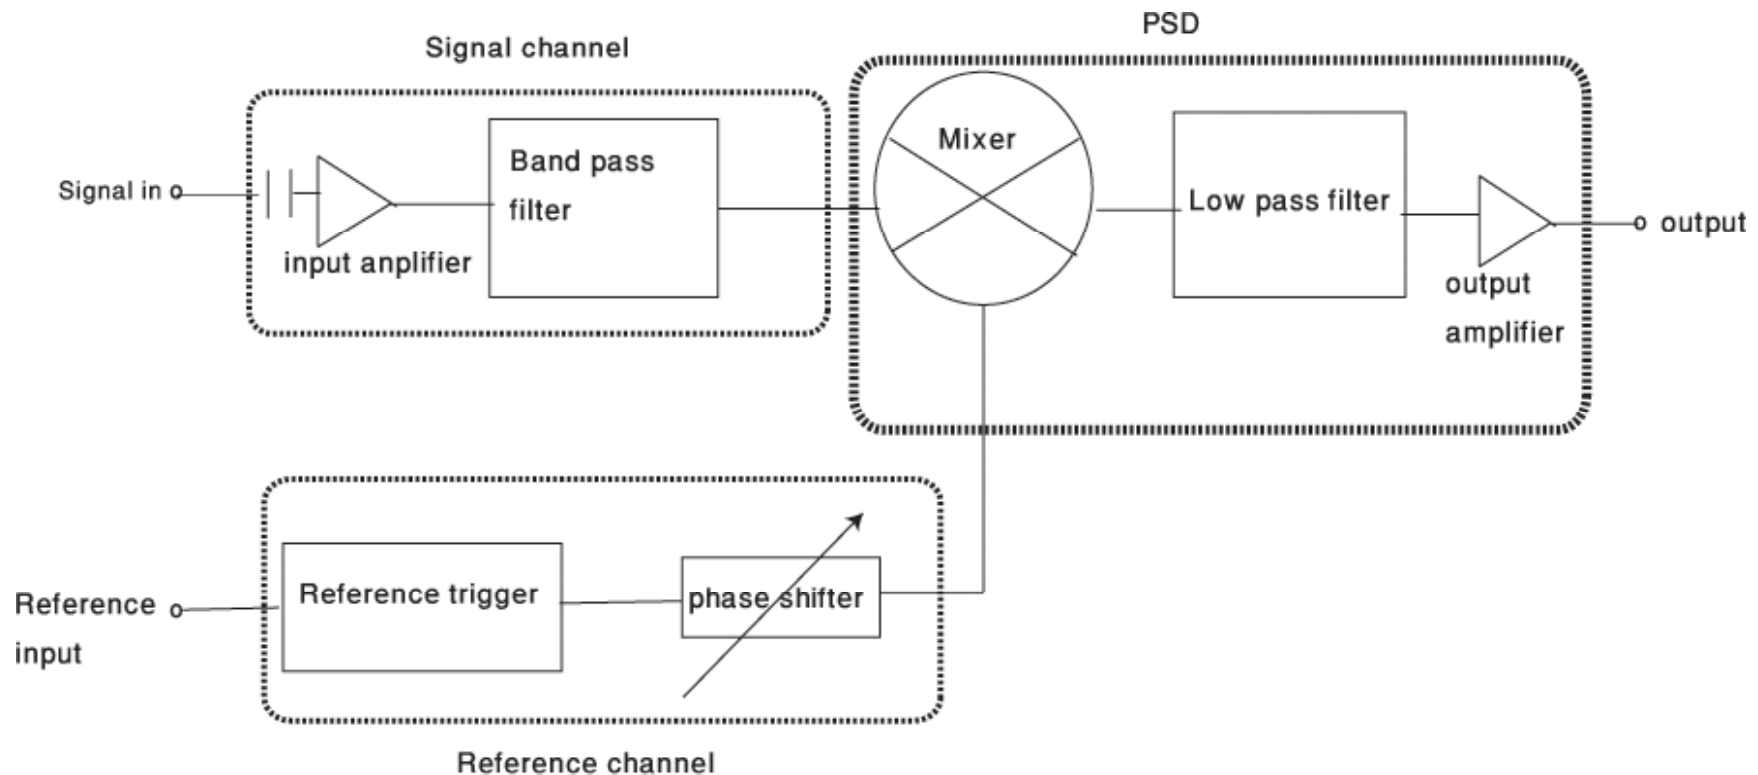 PSD
Signal channel
Mixer
Band pass
filter
Signal in
Low pass filter
output
input anplifier
output
amplifier
Reference trigger
phase shifter
Reference
input
Reference channel